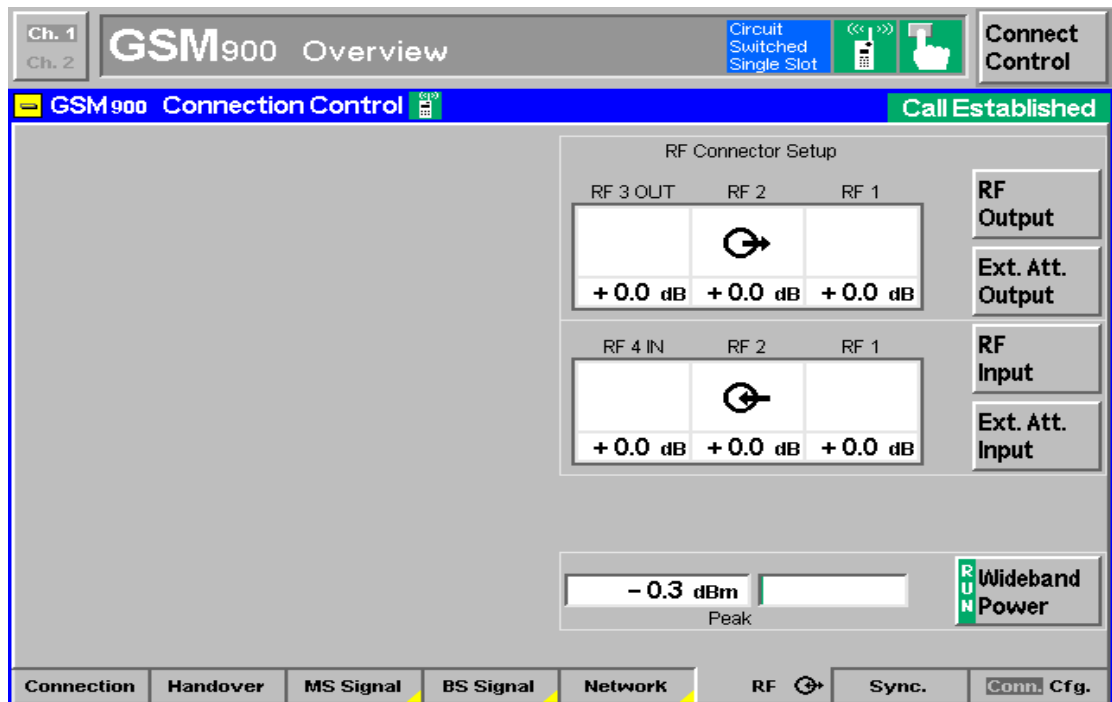 Ch. 1
Ch. 2
GSM900 Overview
Circuit
Switched
Single Slot
Connect
Control
GSM900 Connection Control
Call Established
RF Connector Setup
RF 3 OUT RF 2 RF 1
+ 0.0 dB + 0.0 dB + 0.0 dB
RF
Output
Ext. Att.
Output
RF 4 IN RF 2 RF 1
+ 0.0 dB + 0.0 dB + 0.0 dB
RF
Input
Ext. Att.
Input
– 0.3 dBm
Peak
RUN
Wideband
Power
Connection Handover MS Signal BS Signal Network RF Sync. Conn. Cfg.